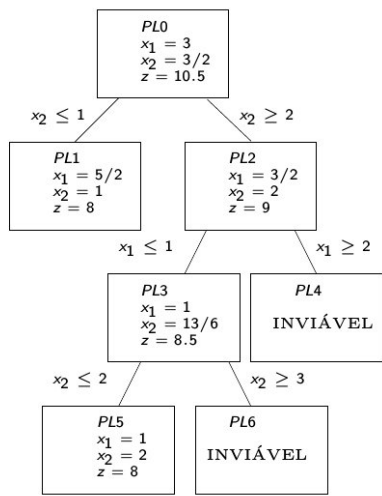 PL0
x₁ = 3
x₂ = 3/2
z = 10.5
x₂ ≤ 1
x₂ ≥ 2
PL1
x₁ = 5/2
x₂ = 1
z = 8
PL2
x₁ = 3/2
x₂ = 2
z = 9
x₁ ≤ 1
x₁ ≥ 2
PL3
x₁ = 1
x₂ = 13/6
z = 8.5
PL4
INVIÁVEL
x₂ ≤ 2
x₂ ≥ 3
PL5
x₁ = 1
x₂ = 2
z = 8
PL6
INVIÁVEL